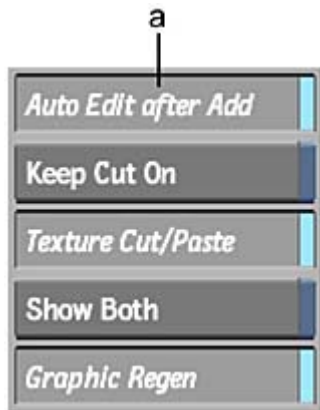 a
Auto Edit after Add
Keep Cut On
Texture Cut/Paste
Show Both
Graphic Regen